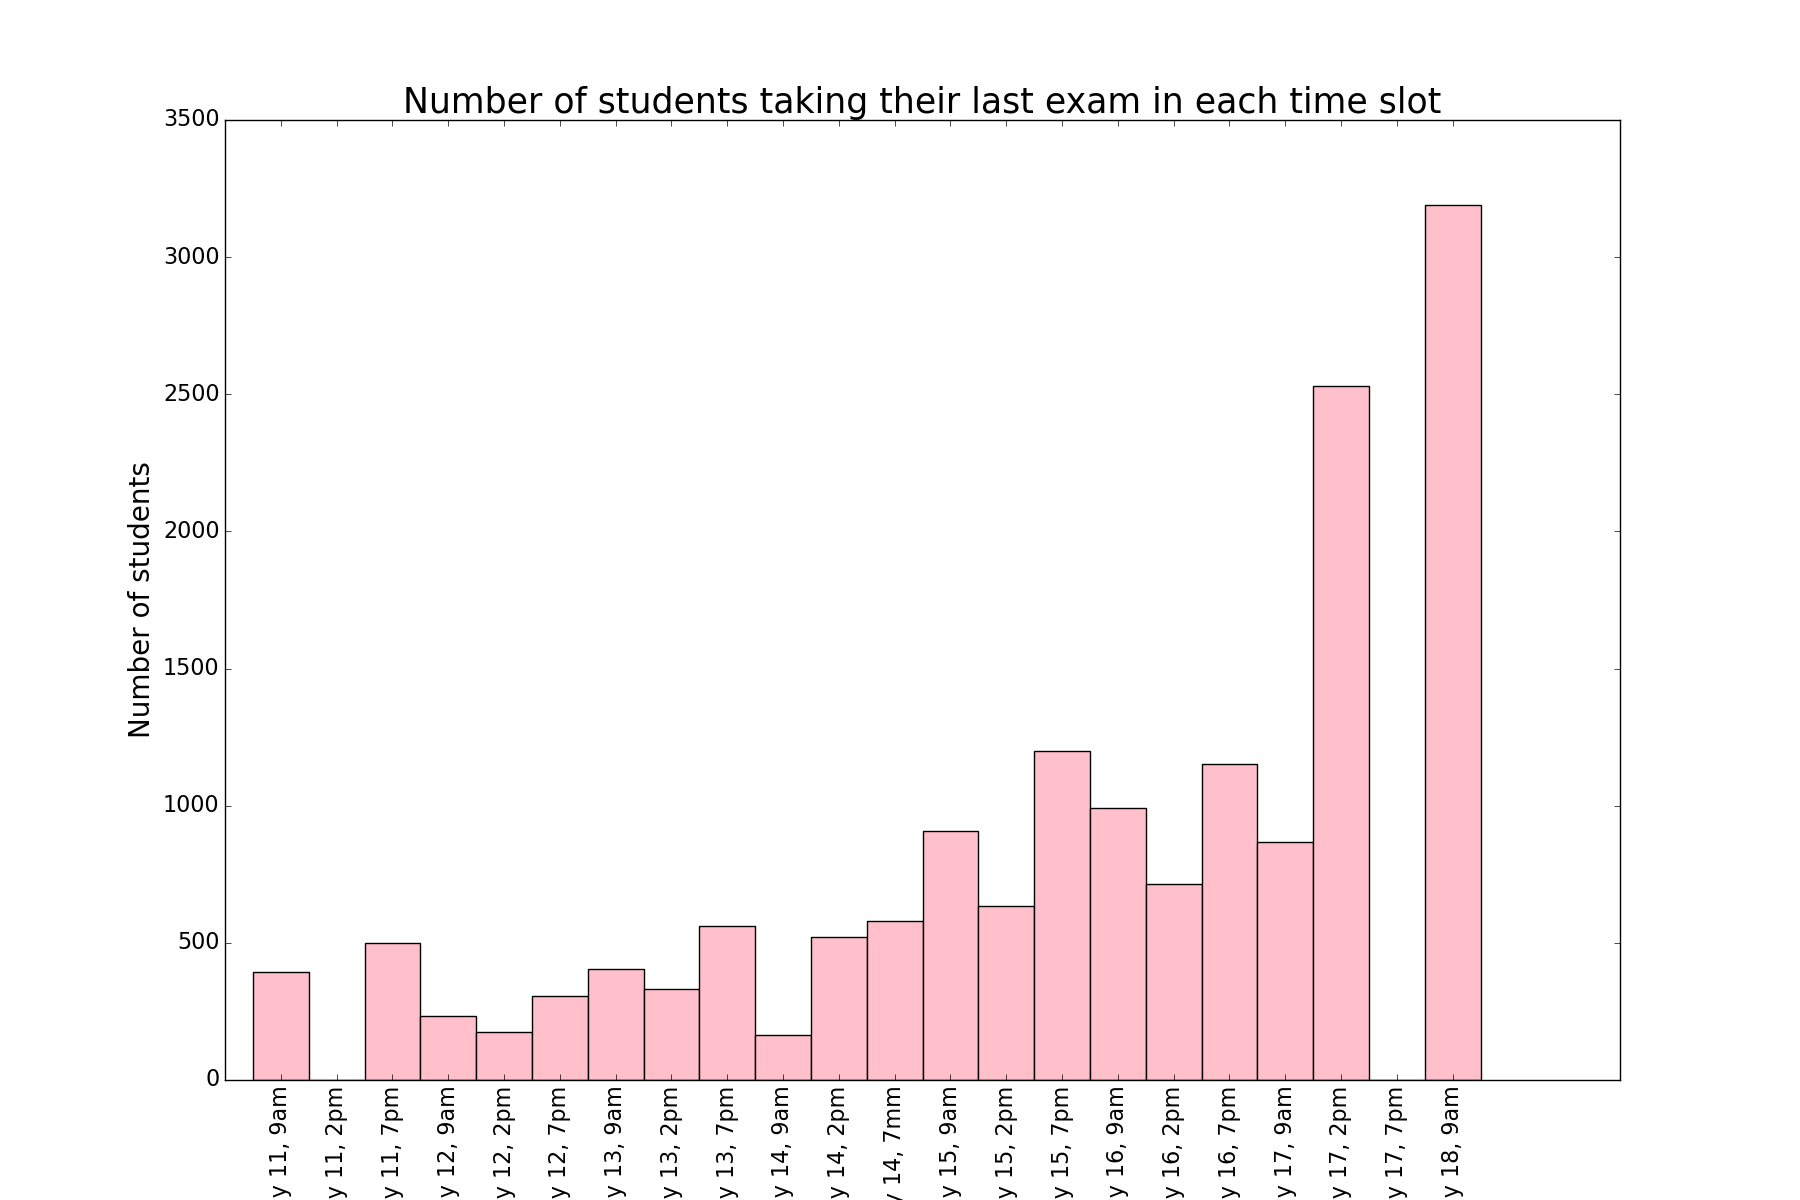 Number of students taking their last exam in each time slot
Number of students
3500
3000
2500
2000
1500
1000
500
0
y 11, 9am
y 11, 2pm
y 11, 7pm
y 12, 9am
y 12, 2pm
y 12, 7pm
y 13, 9am
y 13, 2pm
y 13, 7pm
y 14, 9am
y 14, 2pm
y 14, 7mm
y 15, 9am
y 15, 2pm
y 15, 7pm
y 16, 9am
y 16, 2pm
y 16, 7pm
y 17, 9am
y 17, 2pm
y 17, 7pm
y 18, 9am